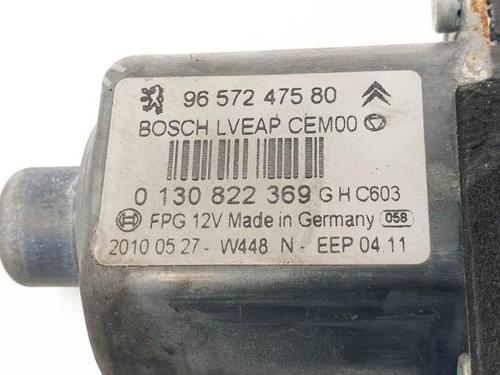 96 572 475 80
BOSCH LVEAP CEM00
0 130 822 369 G H C603
FPG 12V Made in Germany 058
2010 05 27 - W448 N - EEP 04.11